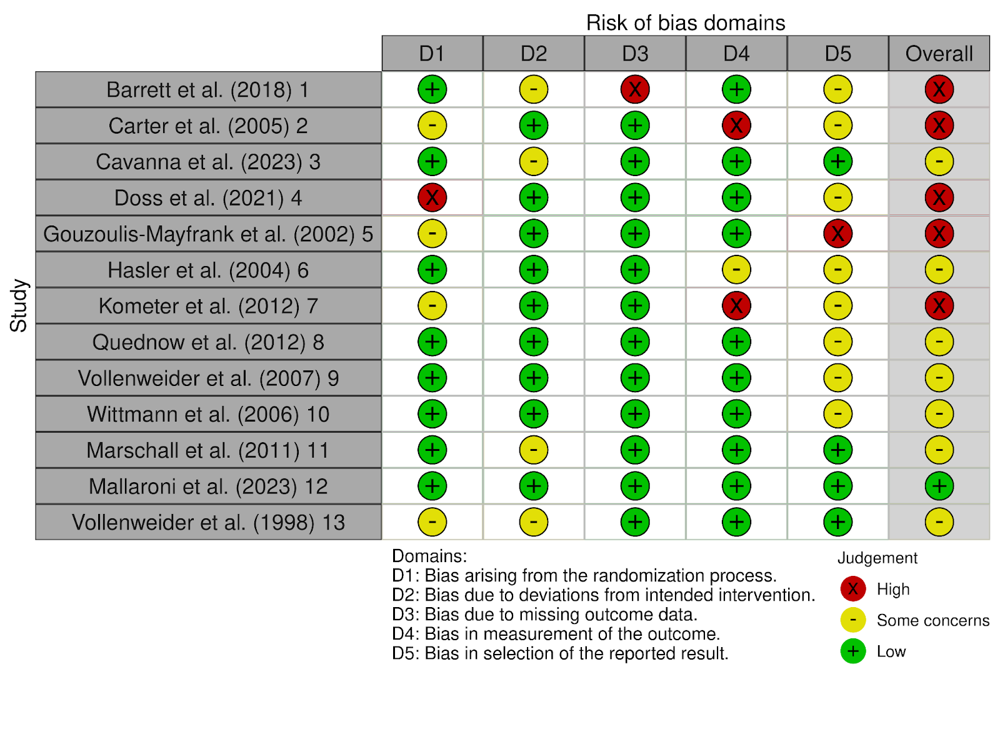 Risk of bias domains
D1 D2 D3 D4 D5 Overall
Study
Barrett et al. (2018) 1 + - X + - X
Carter et al. (2005) 2 - + + X - X
Cavanna et al. (2023) 3 + - + + + -
Doss et al. (2021) 4 X + + + - X
Gouzoulis-Mayfrank et al. (2002) 5 - + + + X X
Hasler et al. (2004) 6 + + + - - -
Kometer et al. (2012) 7 - + + X - X
Quednow et al. (2012) 8 + + + + - -
Vollenweider et al. (2007) 9 + + + + - -
Wittmann et al. (2006) 10 + + + + - -
Marschall et al. (2011) 11 + - + + + -
Mallaroni et al. (2023) 12 + + + + + +
Vollenweider et al. (1998) 13 - - + + + -
Domains:
D1: Bias arising from the randomization process.
D2: Bias due to deviations from intended intervention.
D3: Bias due to missing outcome data.
D4: Bias in measurement of the outcome.
D5: Bias in selection of the reported result.
Judgement
X High
- Some concerns
+ Low